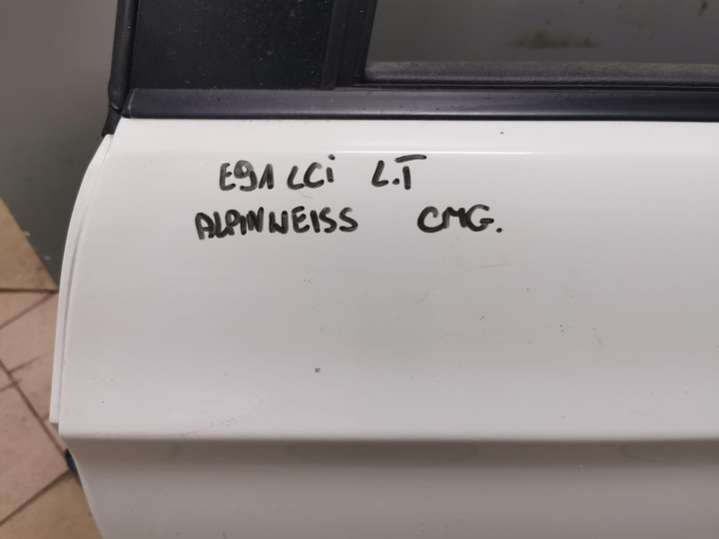 E91 LCi L.T
ALPINWEISS CMG.